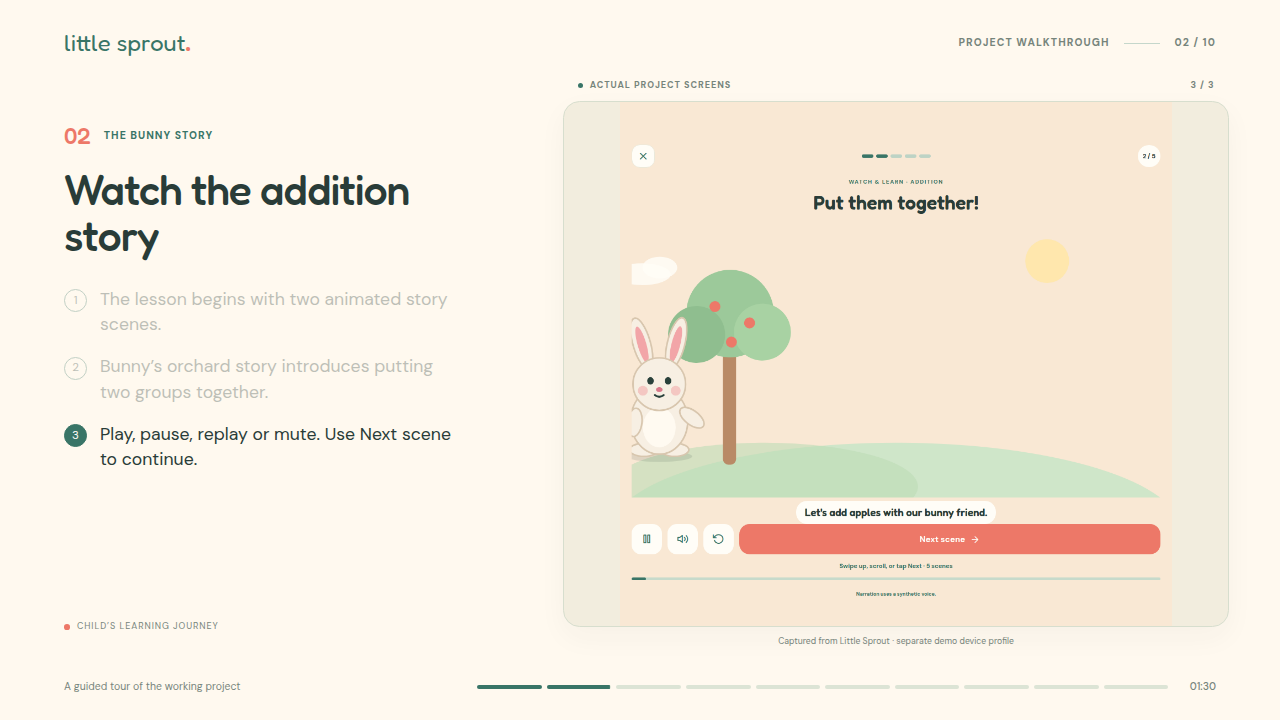 little sprout.
PROJECT WALKTHROUGH
02 / 10
ACTUAL PROJECT SCREENS
3 / 3
02
THE BUNNY STORY
Watch the addition
story
1
The lesson begins with two animated story
scenes.
2
Bunny’s orchard story introduces putting
two groups together.
3
Play, pause, replay or mute. Use Next scene
to continue.
2/5
WATCH & LEARN · ADDITION
Put them together!
Let's add apples with our bunny friend.
Next scene →
Swipe up, scroll, or tap Next · 5 scenes
Narration uses a synthetic voice.
CHILD'S LEARNING JOURNEY
Captured from Little Sprout · separate demo device profile
A guided tour of the working project
01:30